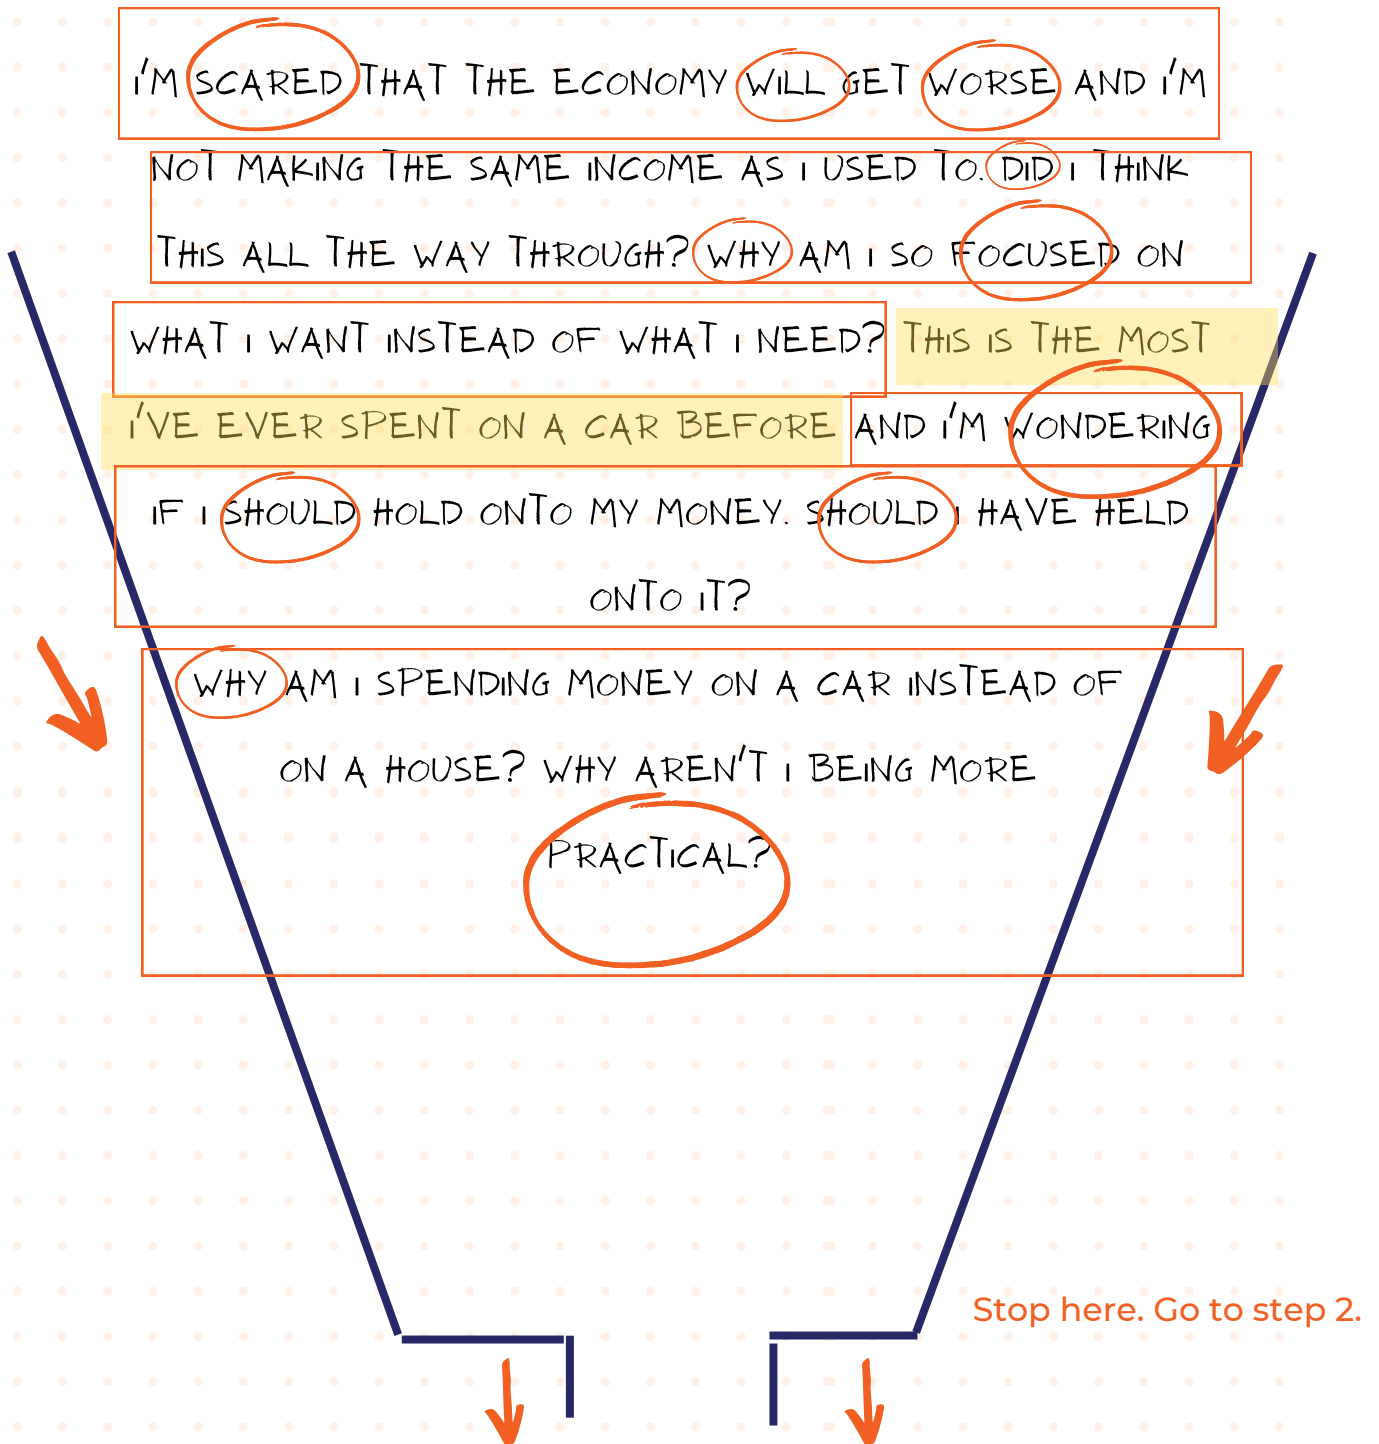 I'M SCARED THAT THE ECONOMY WILL GET WORSE AND I'M
NOT MAKING THE SAME INCOME AS I USED TO. DID I THINK
THIS ALL THE WAY THROUGH? WHY AM I SO FOCUSED ON
WHAT I WANT INSTEAD OF WHAT I NEED? THIS IS THE MOST
I'VE EVER SPENT ON A CAR BEFORE AND I'M WONDERING
IF I SHOULD HOLD ONTO MY MONEY. SHOULD I HAVE HELD
ONTO IT?
WHY AM I SPENDING MONEY ON A CAR INSTEAD OF
ON A HOUSE? WHY AREN'T I BEING MORE
PRACTICAL?
Stop here. Go to step 2.